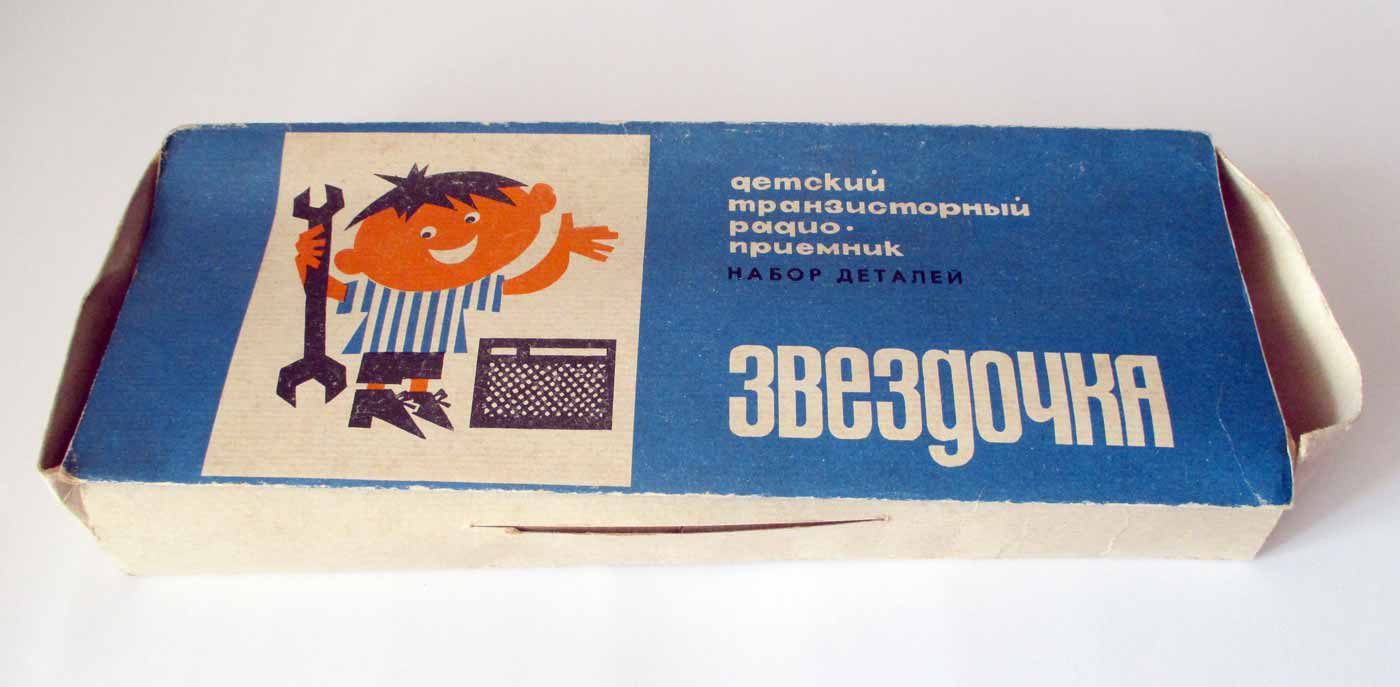 детский
транзисторный
радио-
приемник
НАБОР ДЕТАЛЕЙ
ЗВЕЗДОЧКА